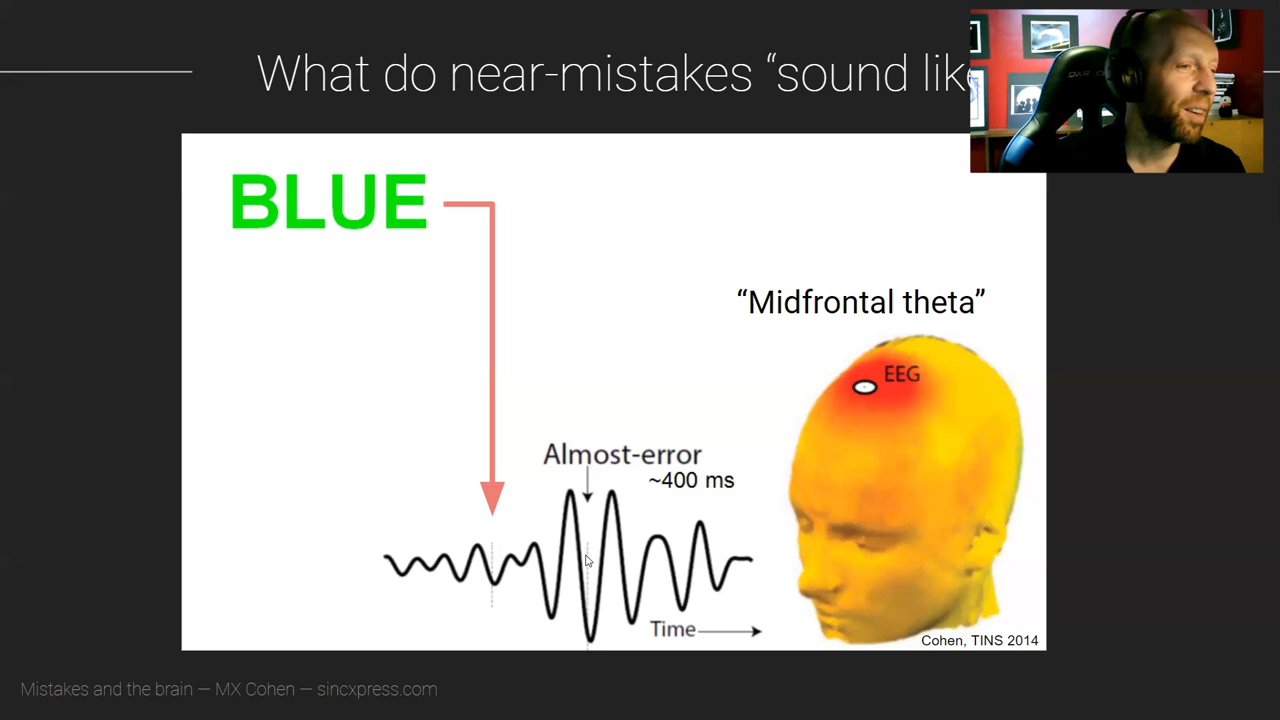 What do near-mistakes “sound lik
BLUE
“Midfrontal theta”
EEG
Almost-error
~400 ms
Time
Cohen, TINS 2014
Mistakes and the brain — MX Cohen — sincxpress.com